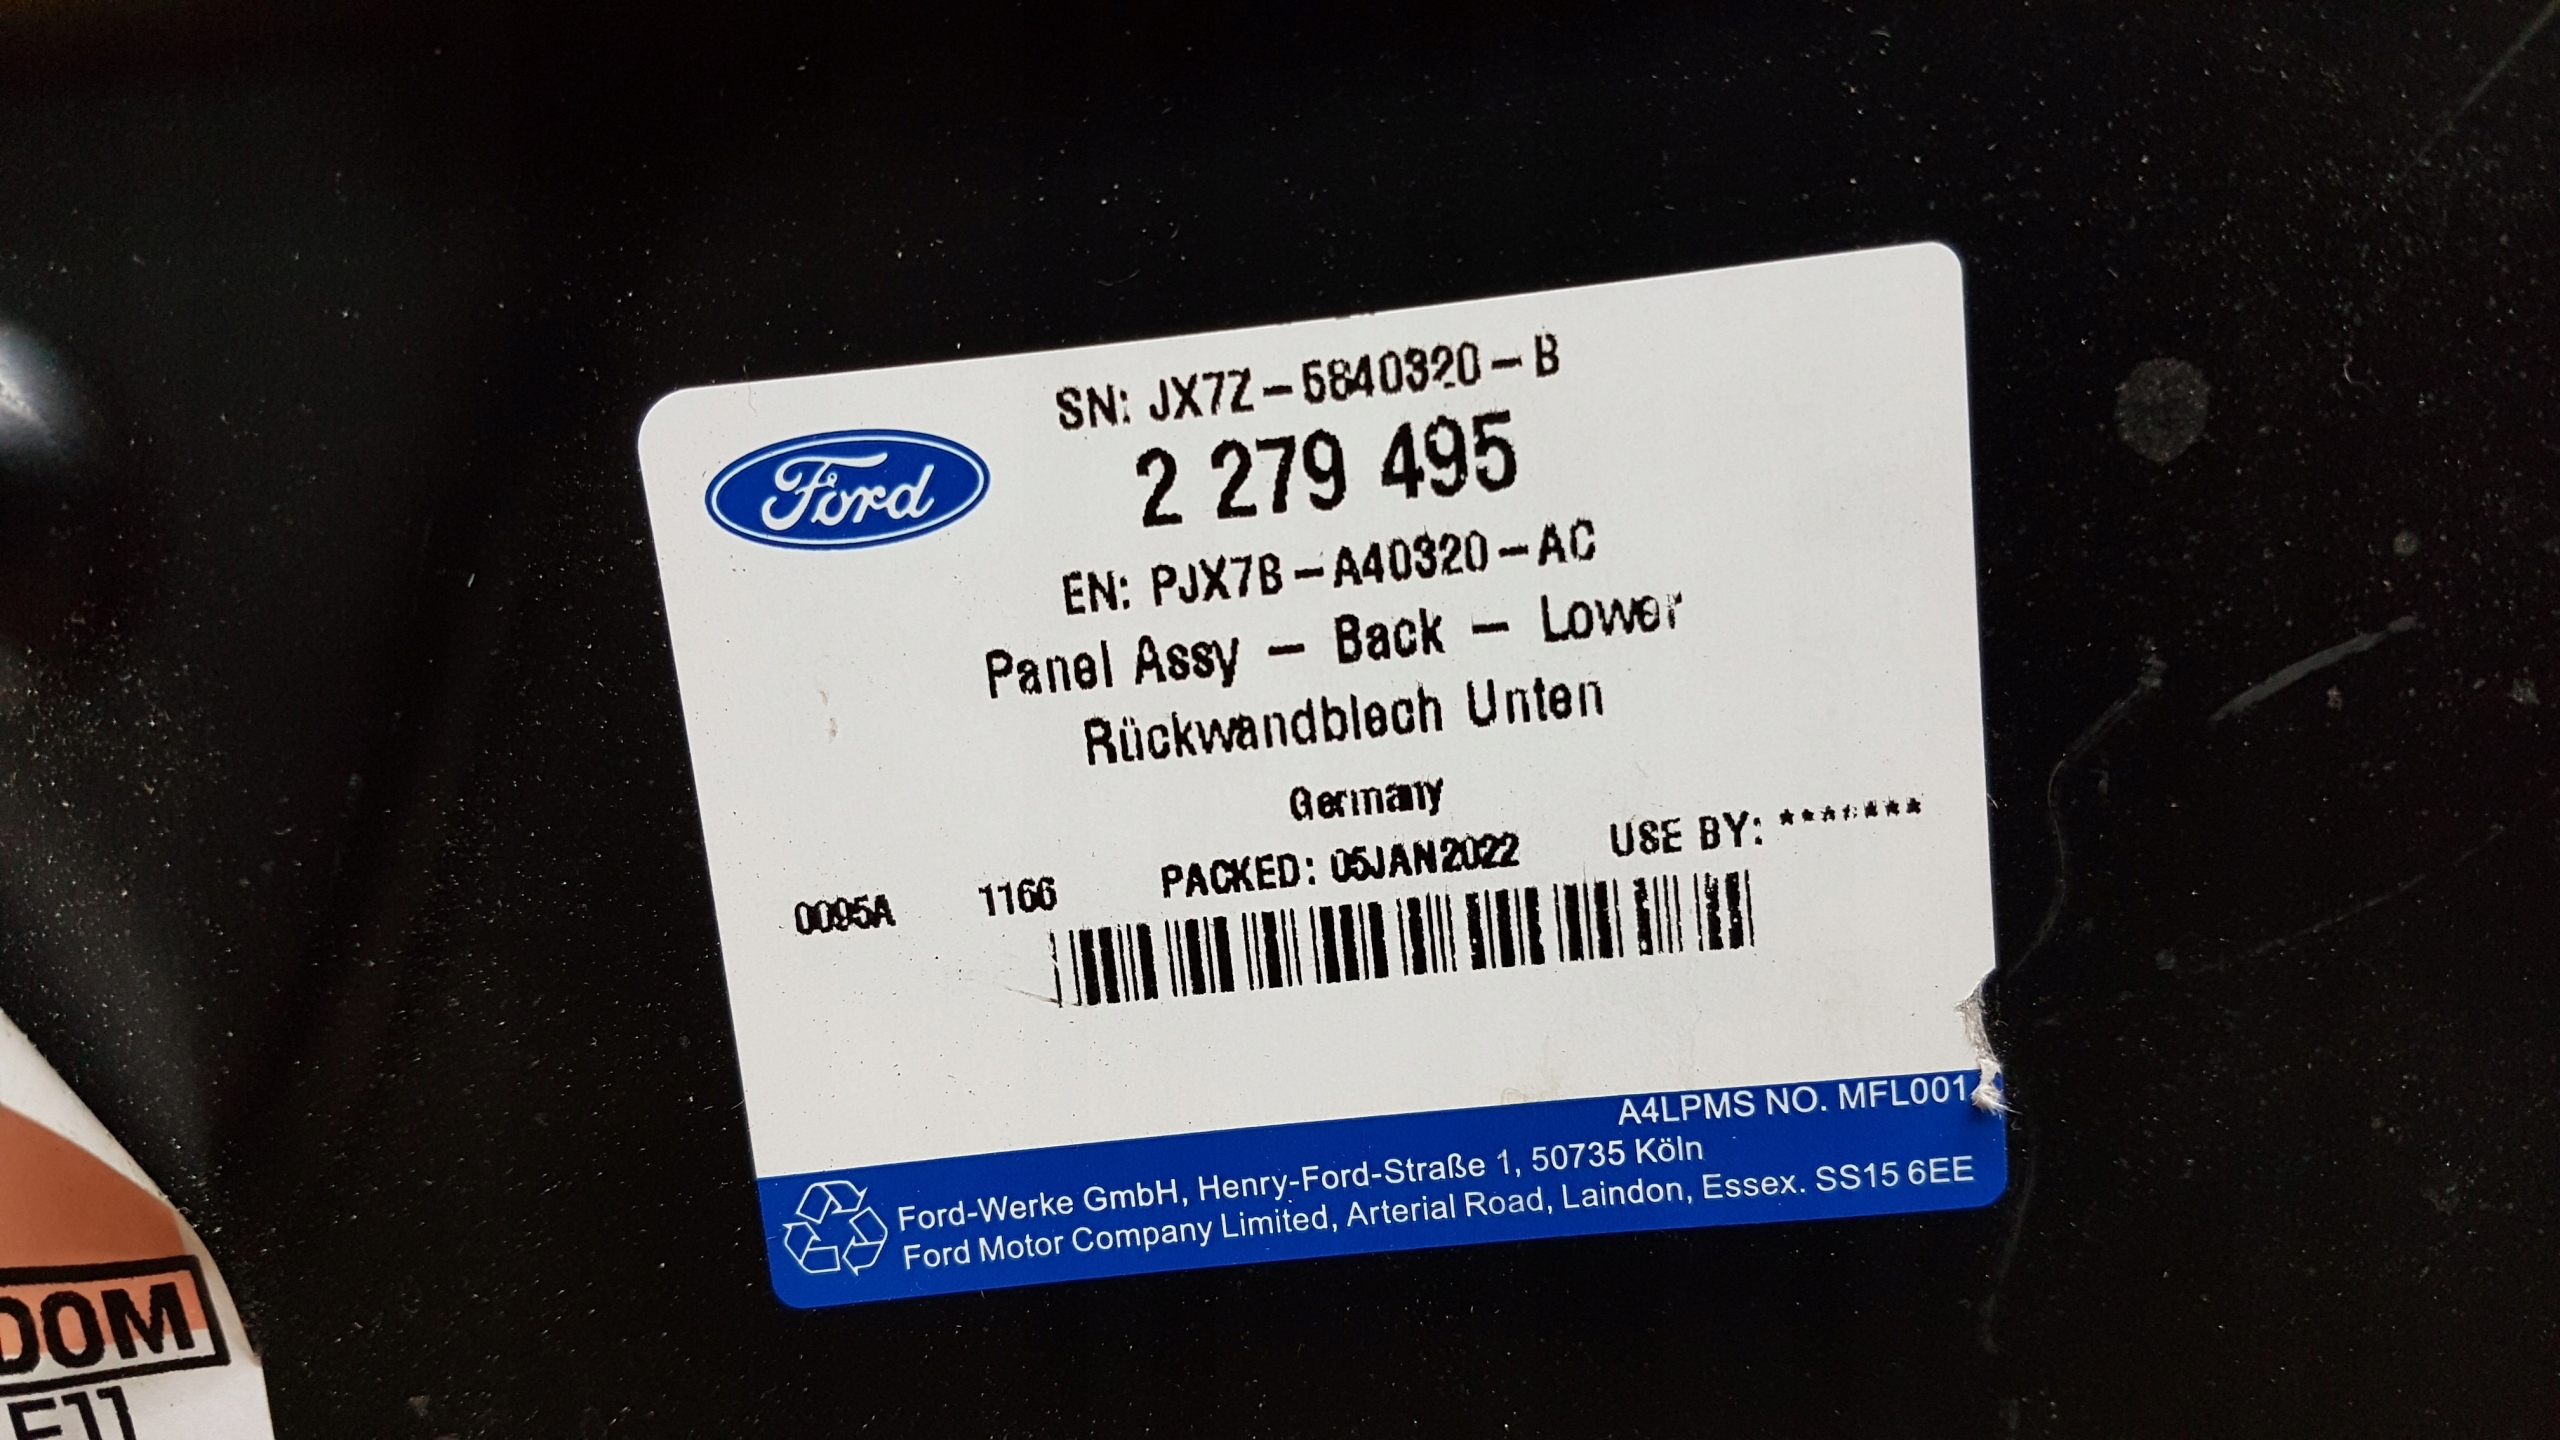 SN: JX7Z-5840320-B
Ford
2 279 495
EN: PJX7B-A40320-AC
Panel Assy - Back - Lower
Rückwandblech Unten
Germany
0095A 1166 PACKED: 05JAN2022 USE BY: *******
A4LPMS NO. MFL001
Ford-Werke GmbH, Henry-Ford-Straße 1, 50735 Köln
Ford Motor Company Limited, Arterial Road, Laindon, Essex. SS15 6EE
DOM